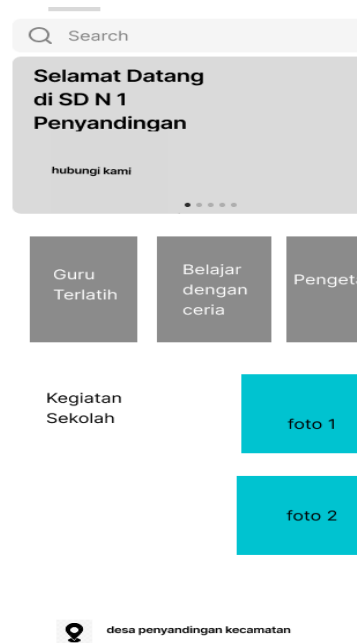 Search
Selamat Datang
di SD N 1
Penyandingan
hubungi kami
Guru
Terlatih
Belajar
dengan
ceria
Kegiatan
Sekolah
foto 1
foto 2
desa penyandingan kecamatan